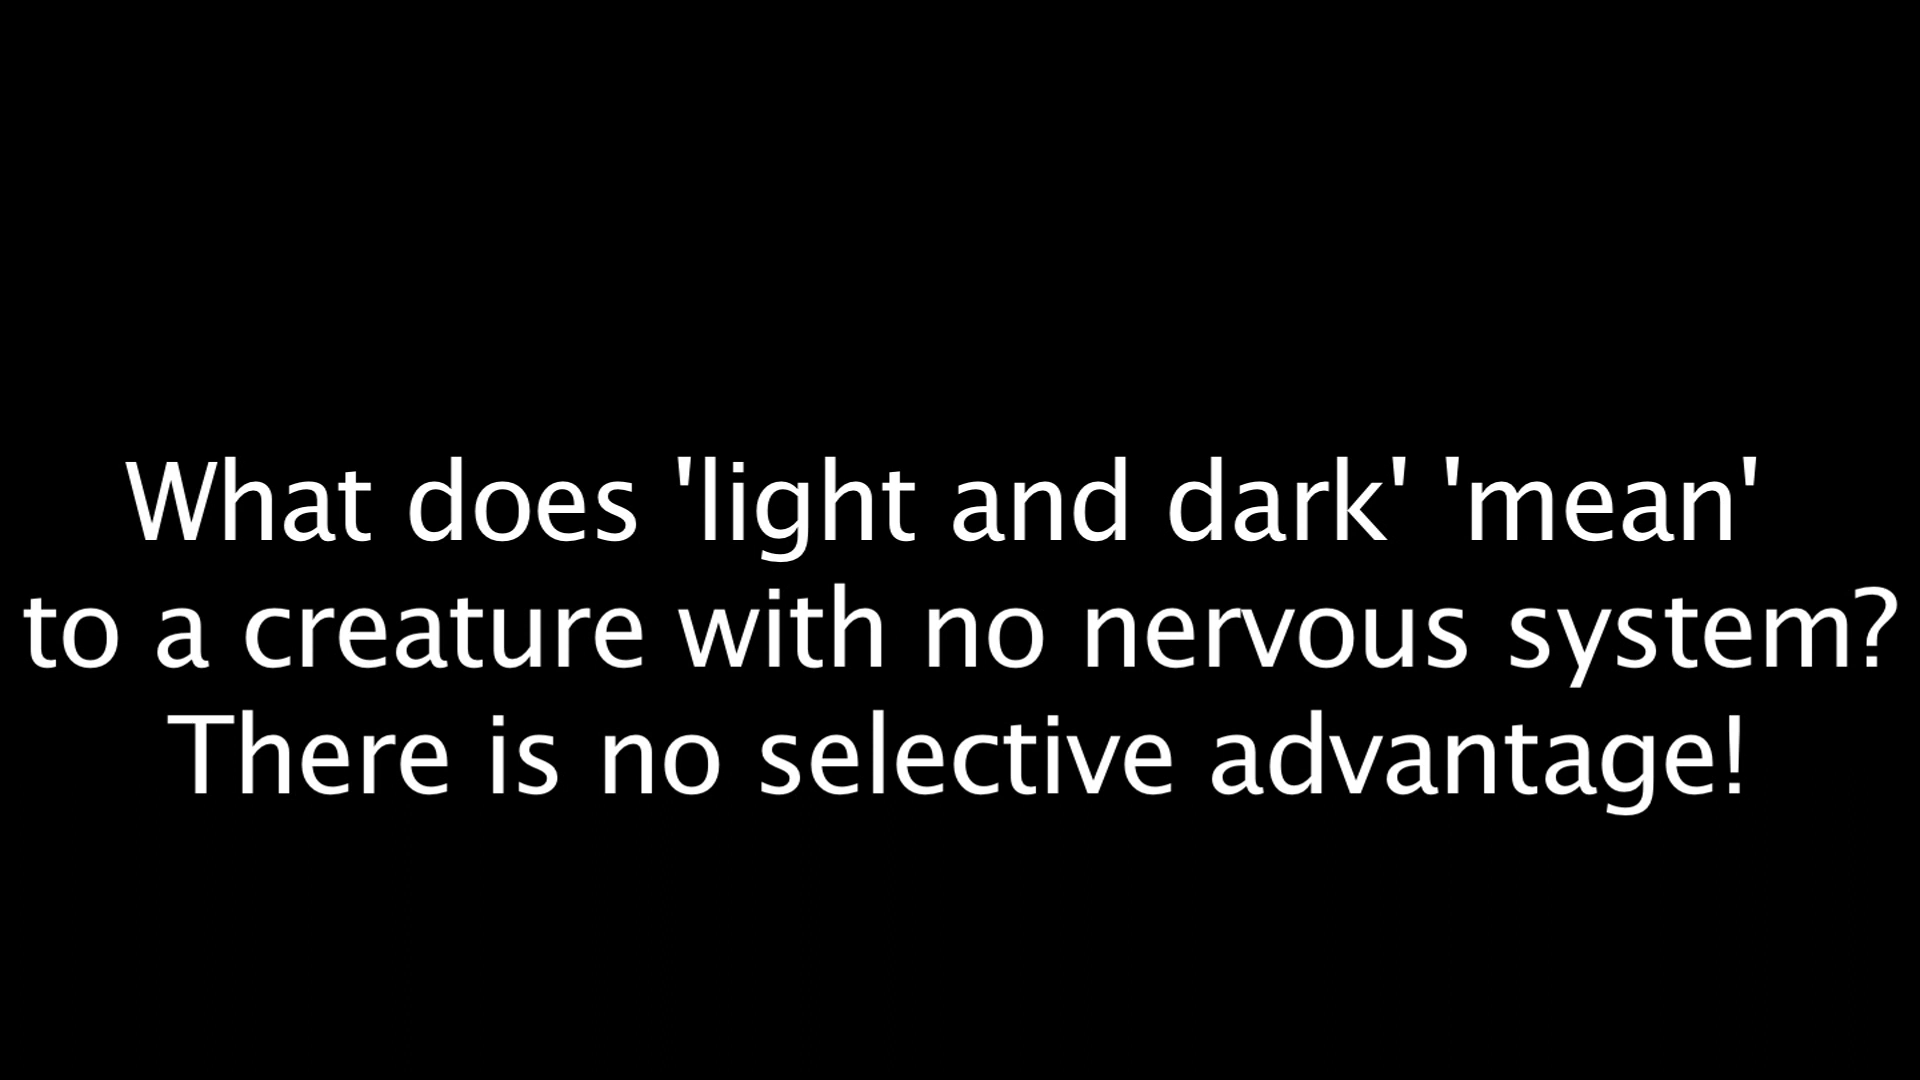 What does 'light and dark' 'mean'
to a creature with no nervous system?
There is no selective advantage!